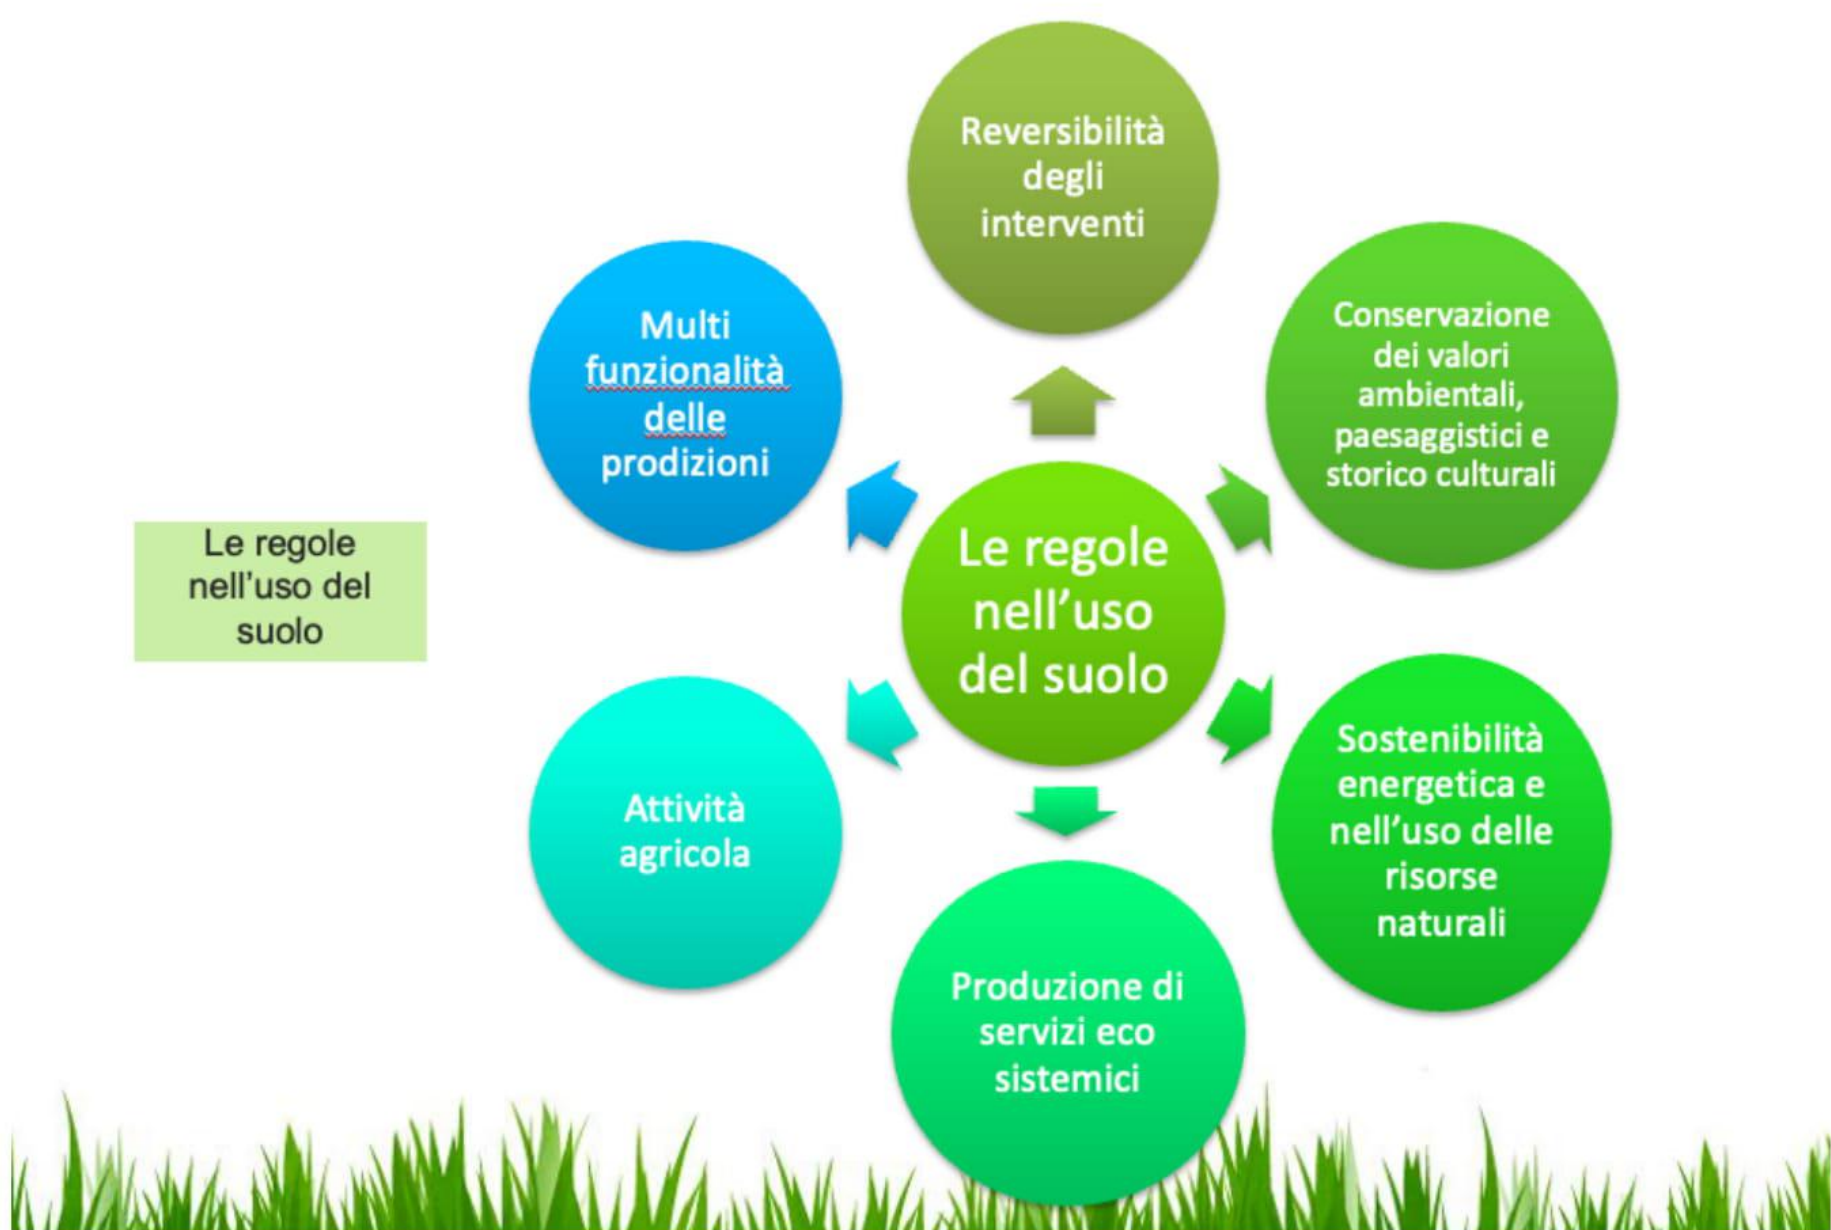 Le regole
nell'uso del
suolo
Reversibilità
degli
interventi
Conservazione
dei valori
ambientali,
paesaggistici e
storico culturali
Sostenibilità
energetica e
nell'uso delle
risorse
naturali
Produzione di
servizi eco
sistemici
Attività
agricola
Multi
funzionalità
delle
prodizioni
Le regole
nell'uso
del suolo